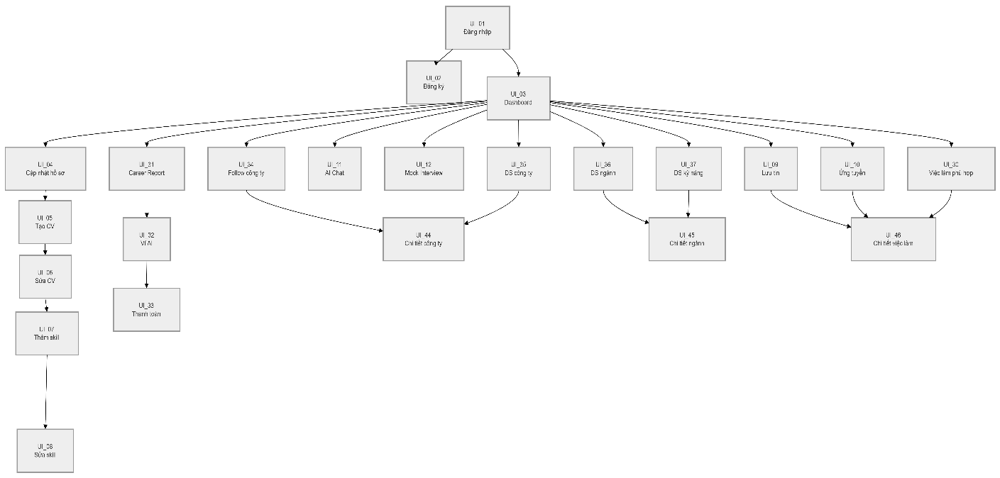 UI_01
Đăng nhập
UI_02
Đăng ký
UI_03
Dashboard
UI_04
Cập nhật hồ sơ
UI_31
Career Report
UI_34
Follow công ty
UI_11
AI Chat
UI_12
Mock Interview
UI_35
DS công ty
UI_36
DS ngành
UI_37
DS kỹ năng
UI_09
Lưu tin
UI_10
Ứng tuyển
UI_30
Việc làm phù hợp
UI_05
Tạo CV
UI_32
Ví AI
UI_44
Chi tiết công ty
UI_45
Chi tiết ngành
UI_46
Chi tiết việc làm
UI_06
Sửa CV
UI_33
Thanh toán
UI_07
Thêm skill
UI_08
Sửa skill